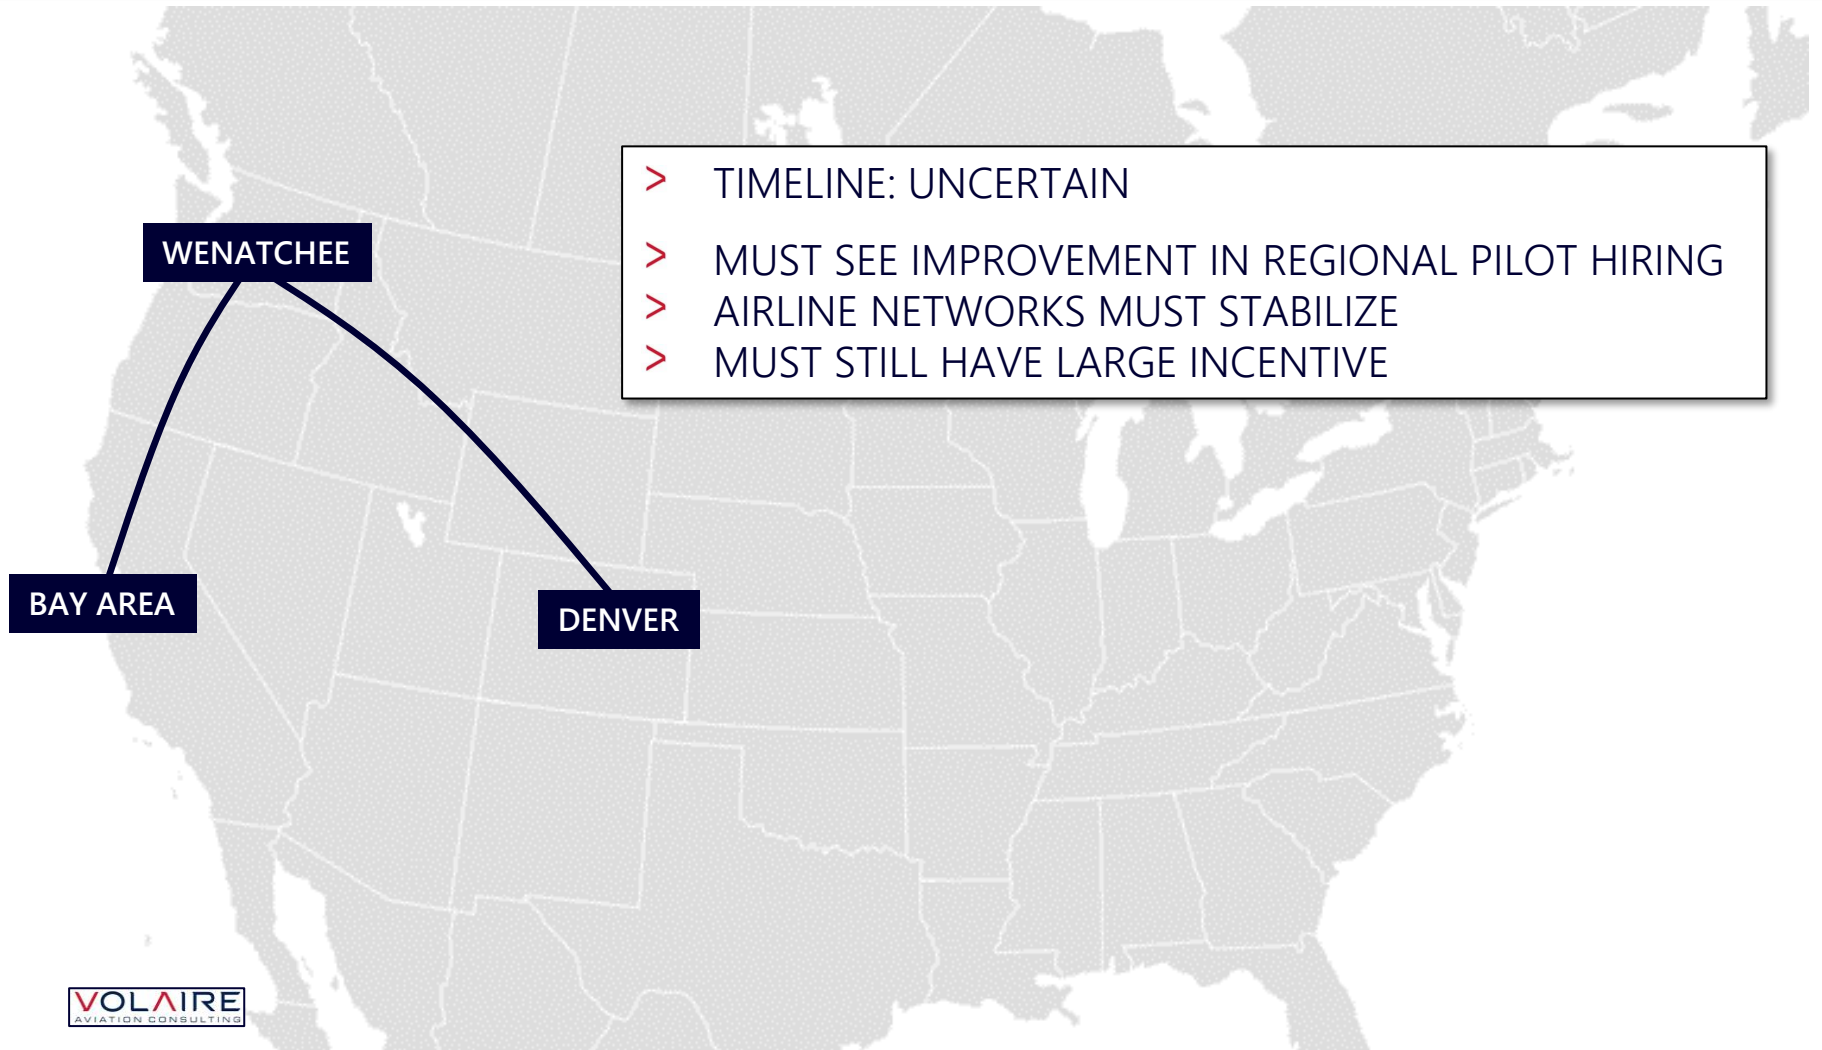 > TIMELINE: UNCERTAIN
> MUST SEE IMPROVEMENT IN REGIONAL PILOT HIRING
> AIRLINE NETWORKS MUST STABILIZE
> MUST STILL HAVE LARGE INCENTIVE
WENATCHEE
BAY AREA
DENVER
VOLAIRE
AVIATION CONSULTING